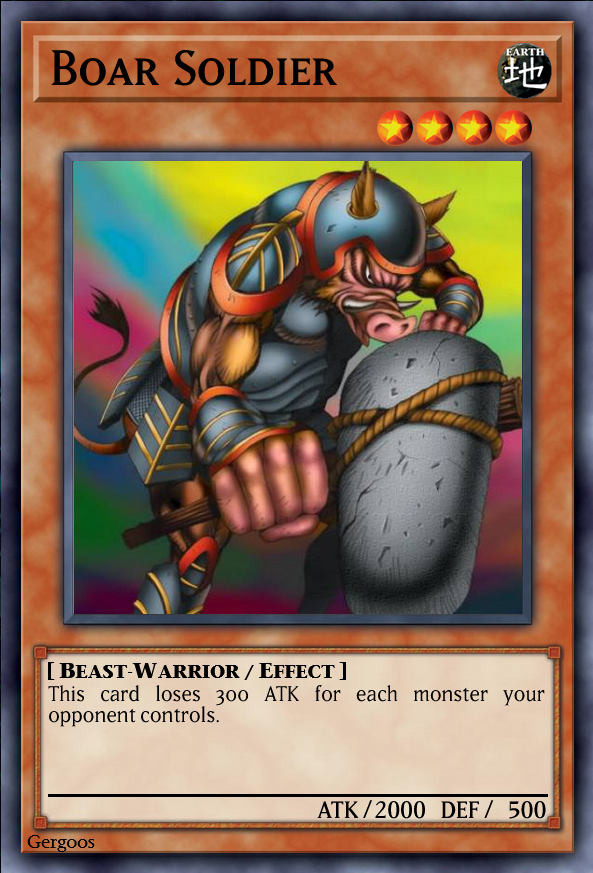 Boar Soldier
EARTH
地
[ Beast-Warrior / Effect ]
This card loses 300 ATK for each monster your
opponent controls.
ATK / 2000 DEF / 500
Gergoos